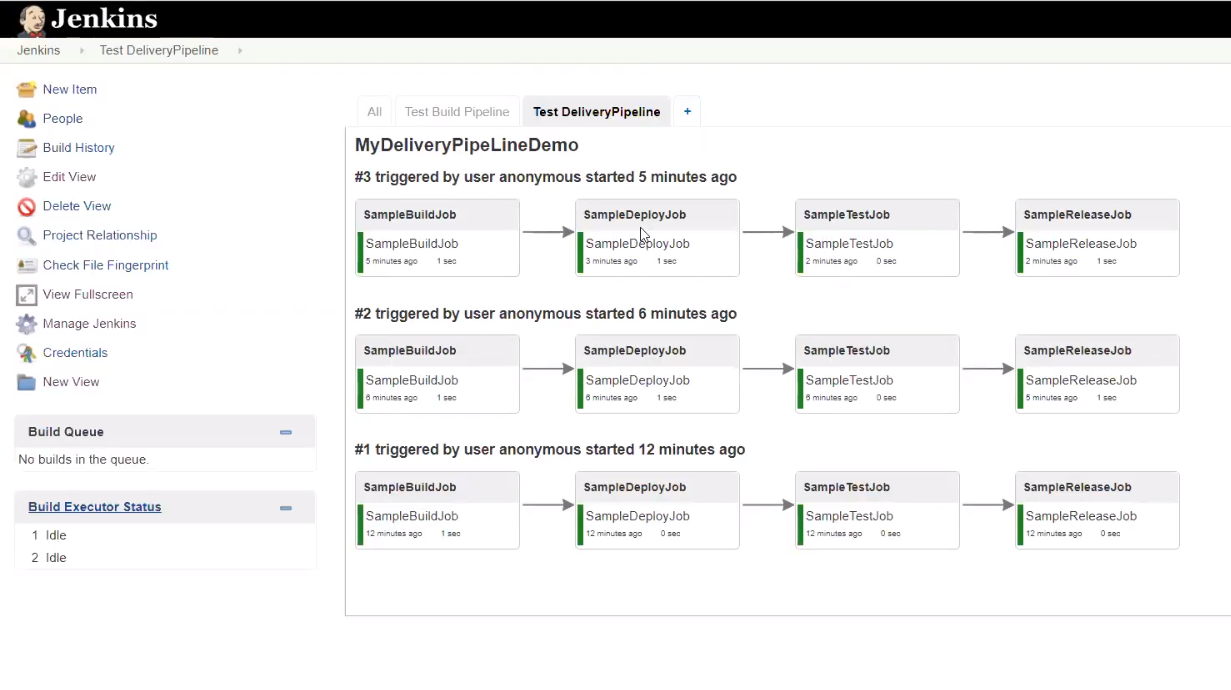 Jenkins
Jenkins
Test DeliveryPipeline
New Item
People
Build History
Edit View
Delete View
Project Relationship
Check File Fingerprint
View Fullscreen
Manage Jenkins
Credentials
New View
Build Queue
No builds in the queue.
Build Executor Status
1 Idle
2 Idle
All
Test Build Pipeline
Test DeliveryPipeline
+
MyDeliveryPipeLineDemo
#3 triggered by user anonymous started 5 minutes ago
SampleBuildJob
SampleBuildJob
5 minutes ago 1 sec
SampleDeployJob
SampleDeployJob
3 minutes ago 1 sec
SampleTestJob
SampleTestJob
2 minutes ago 0 sec
SampleReleaseJob
SampleReleaseJob
2 minutes ago 1 sec
#2 triggered by user anonymous started 6 minutes ago
SampleBuildJob
SampleBuildJob
6 minutes ago 1 sec
SampleDeployJob
SampleDeployJob
6 minutes ago 1 sec
SampleTestJob
SampleTestJob
6 minutes ago 0 sec
SampleReleaseJob
SampleReleaseJob
5 minutes ago 1 sec
#1 triggered by user anonymous started 12 minutes ago
SampleBuildJob
SampleBuildJob
12 minutes ago 1 sec
SampleDeployJob
SampleDeployJob
12 minutes ago 0 sec
SampleTestJob
SampleTestJob
12 minutes ago 0 sec
SampleReleaseJob
SampleReleaseJob
12 minutes ago 0 sec